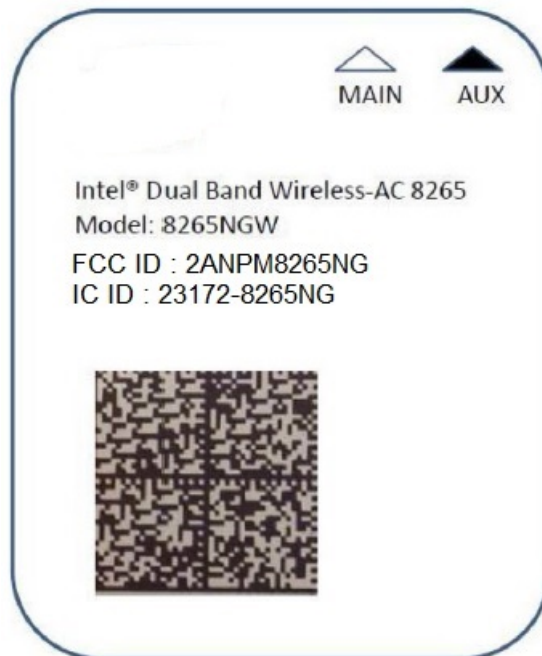 MAIN AUX
Intel® Dual Band Wireless-AC 8265
Model: 8265NGW
FCC ID : 2ANPM8265NG
IC ID : 23172-8265NG